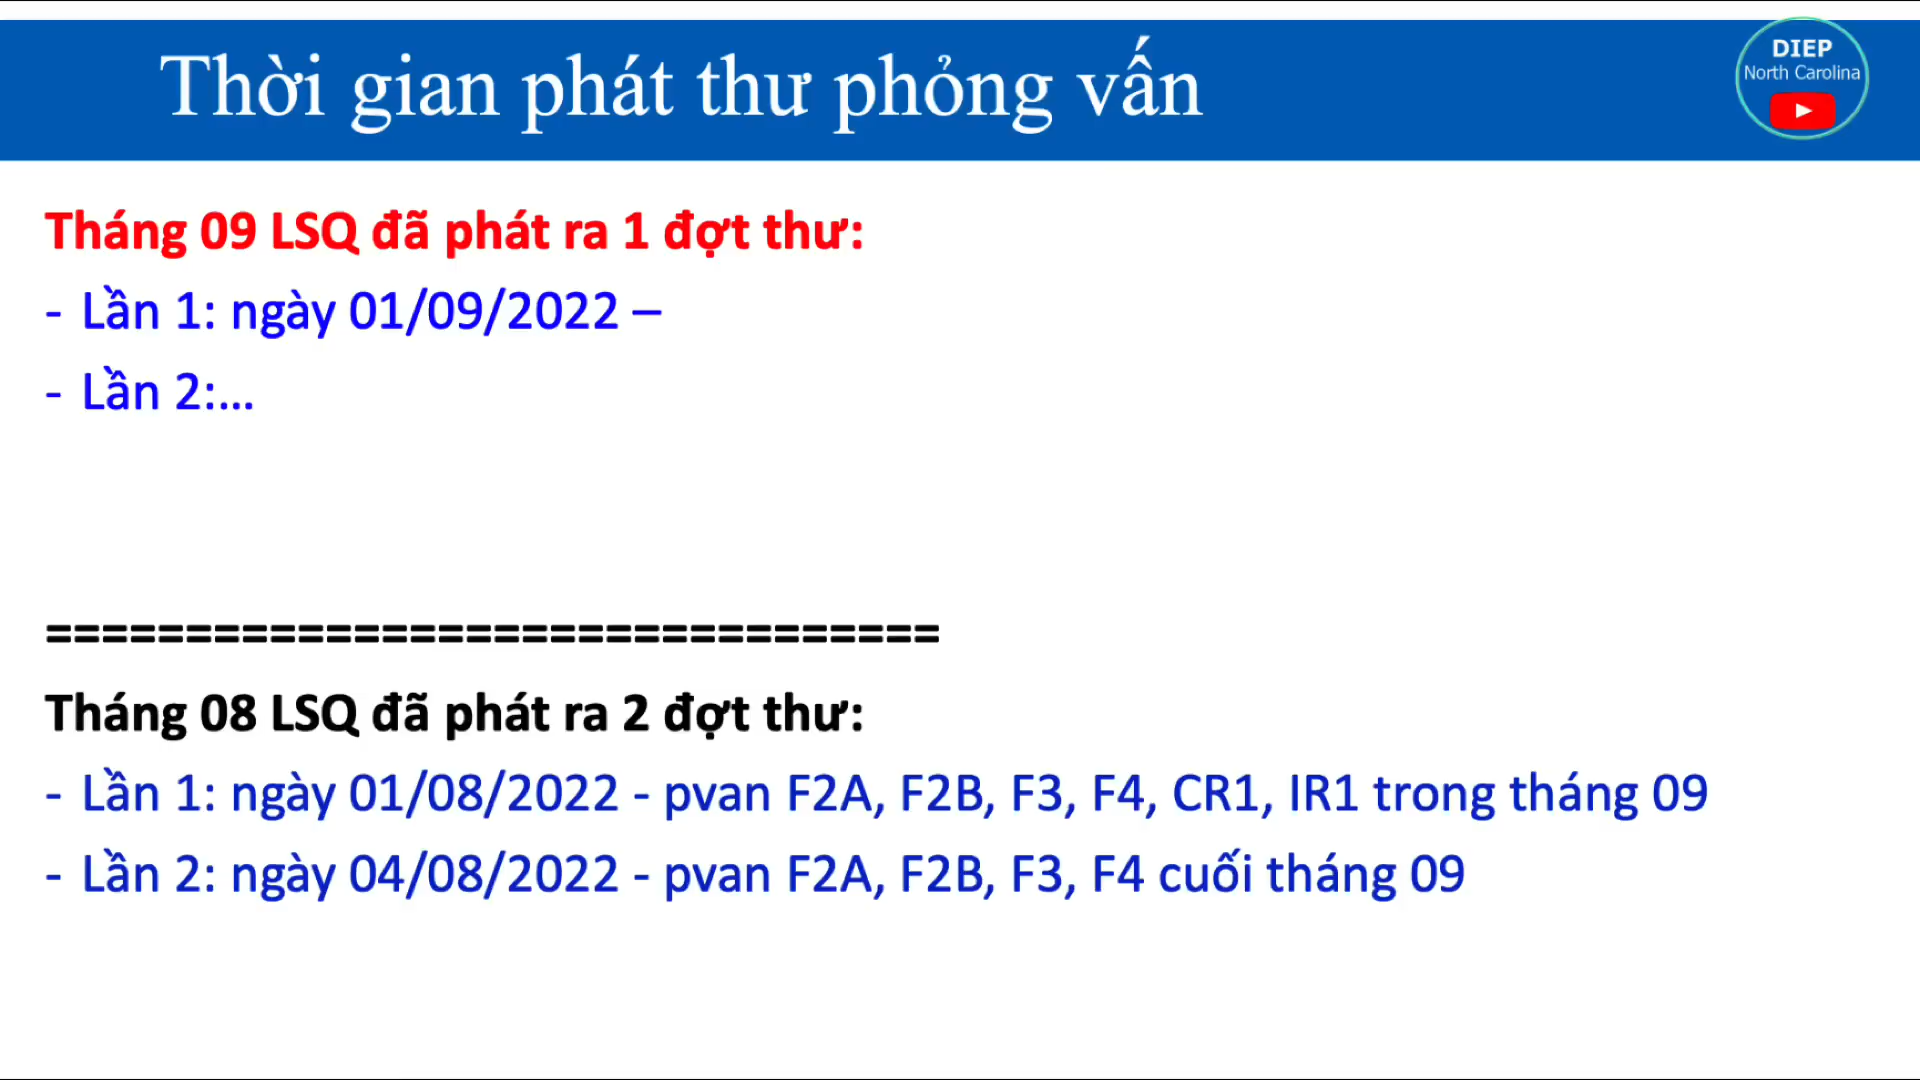 Thời gian phát thư phỏng vấn
DIEP
North Carolina
Tháng 09 LSQ đã phát ra 1 đợt thư:
- Lần 1: ngày 01/09/2022 –
- Lần 2:...
==================================
Tháng 08 LSQ đã phát ra 2 đợt thư:
- Lần 1: ngày 01/08/2022 - pvan F2A, F2B, F3, F4, CR1, IR1 trong tháng 09
- Lần 2: ngày 04/08/2022 - pvan F2A, F2B, F3, F4 cuối tháng 09